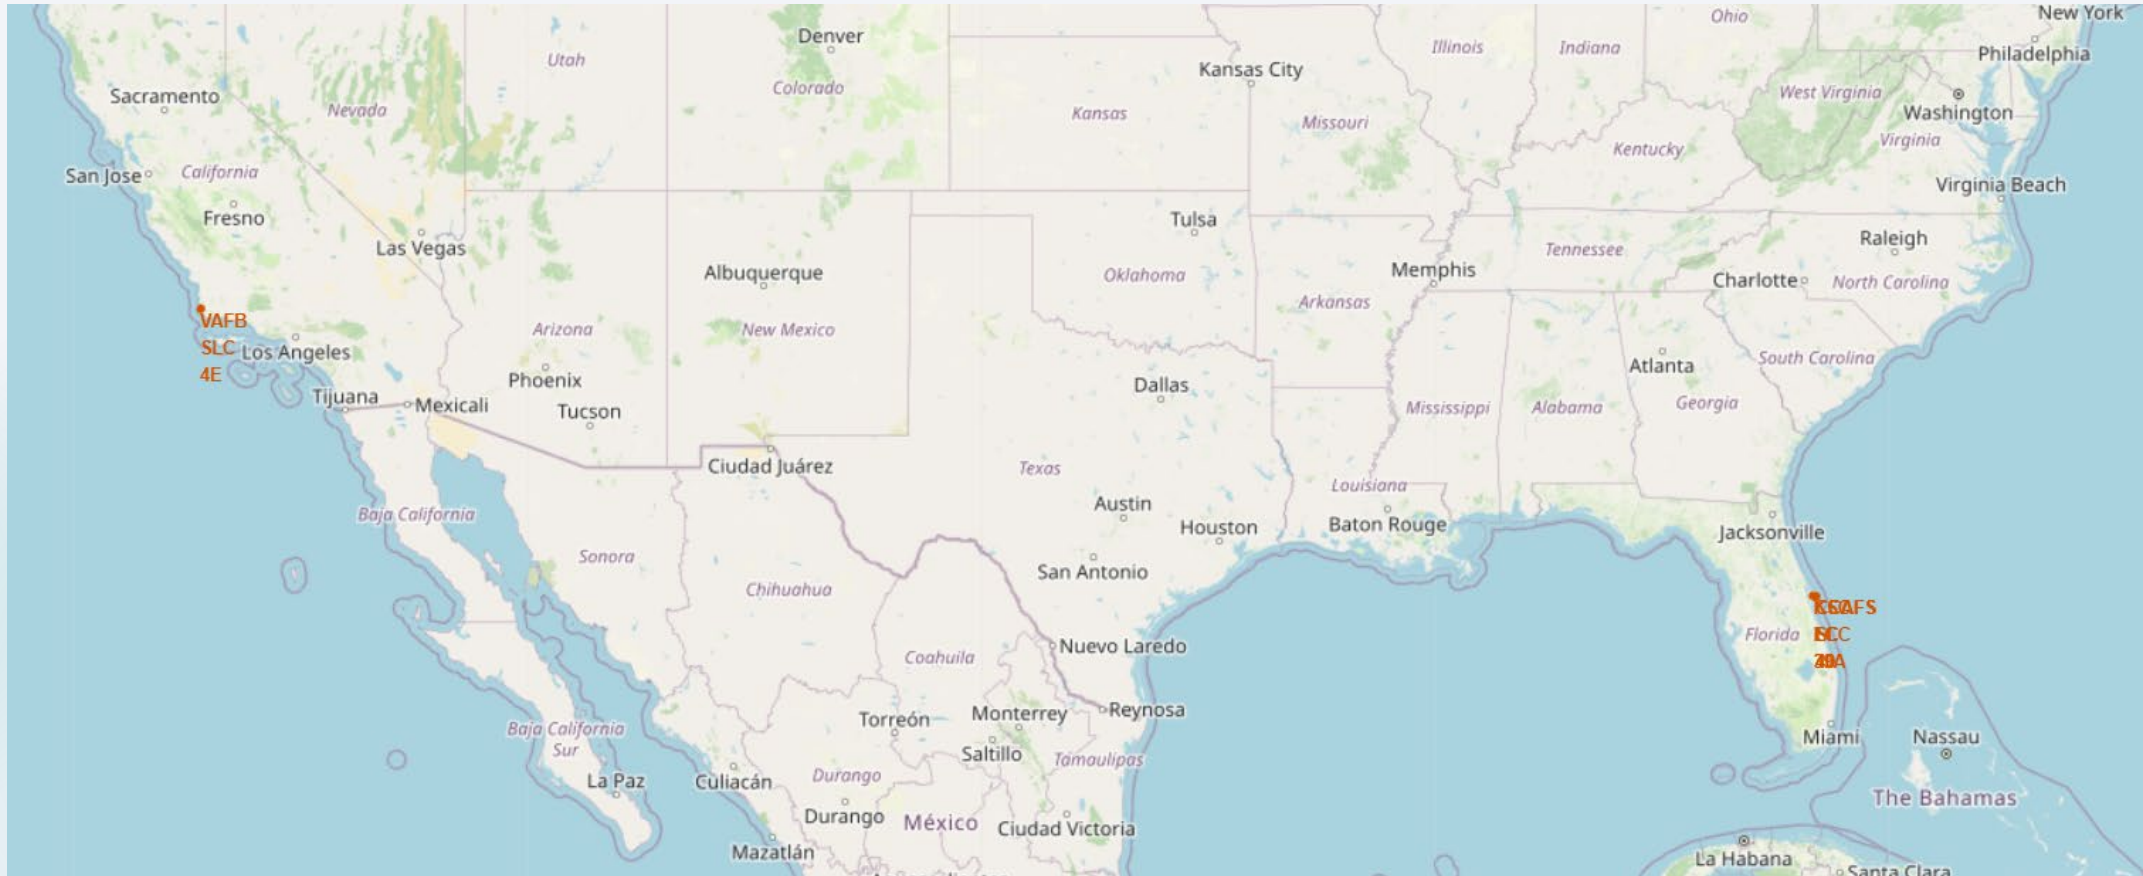 New York
Ohio
Denver
Illinois
Indiana
Philadelphia
Utah
Kansas City
Colorado
West Virginia
Sacramento
Nevada
Kansas
Missouri
Washington
Virginia
Kentucky
San Jose
California
Virginia Beach
Fresno
Tulsa
Las Vegas
Raleigh
Tennessee
Albuquerque
Oklahoma
Memphis
Charlotte
North Carolina
Arkansas
VAFB
SLC
4E
Arizona
New Mexico
Los Angeles
South Carolina
Atlanta
Phoenix
Dallas
Tijuana
Mexicali
Tucson
Mississippi
Alabama
Georgia
Ciudad Juárez
Texas
Louisiana
Austin
Baja California
Houston
Baton Rouge
Jacksonville
Sonora
San Antonio
Chihuahua
Florida
Nuevo Laredo
Coahuila
Torreón
Monterrey
Reynosa
Baja California
Sur
Saltillo
Miami
Nassau
Tamaulipas
La Paz
Culiacán
Durango
The Bahamas
Durango
México
Ciudad Victoria
Mazatlán
La Habana
Santa Clara